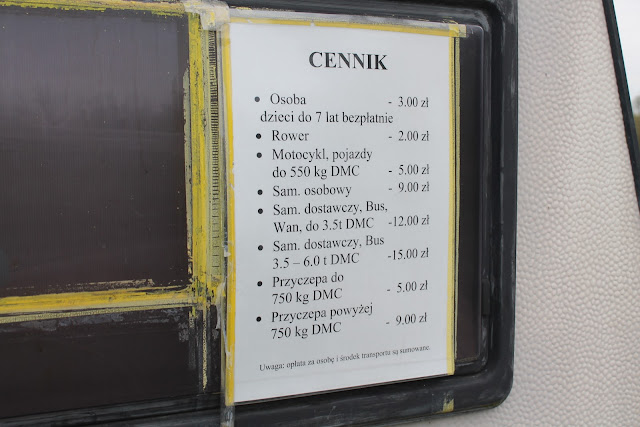 CENNIK
• Osoba - 3.00 zł
dzieci do 7 lat bezpłatnie
• Rower - 2.00 zł
• Motocykl, pojazdy
do 550 kg DMC - 5.00 zł
• Sam. osobowy - 9.00 zł
• Sam. dostawczy, Bus,
Wan, do 3.5t DMC -12.00 zł
• Sam. dostawczy, Bus
3.5 – 6.0 t DMC -15.00 zł
• Przyczepa do
750 kg DMC - 5.00 zł
• Przyczepa powyżej
750 kg DMC - 9.00 zł
Uwaga: opłata za osobę i środek transportu są sumowane.